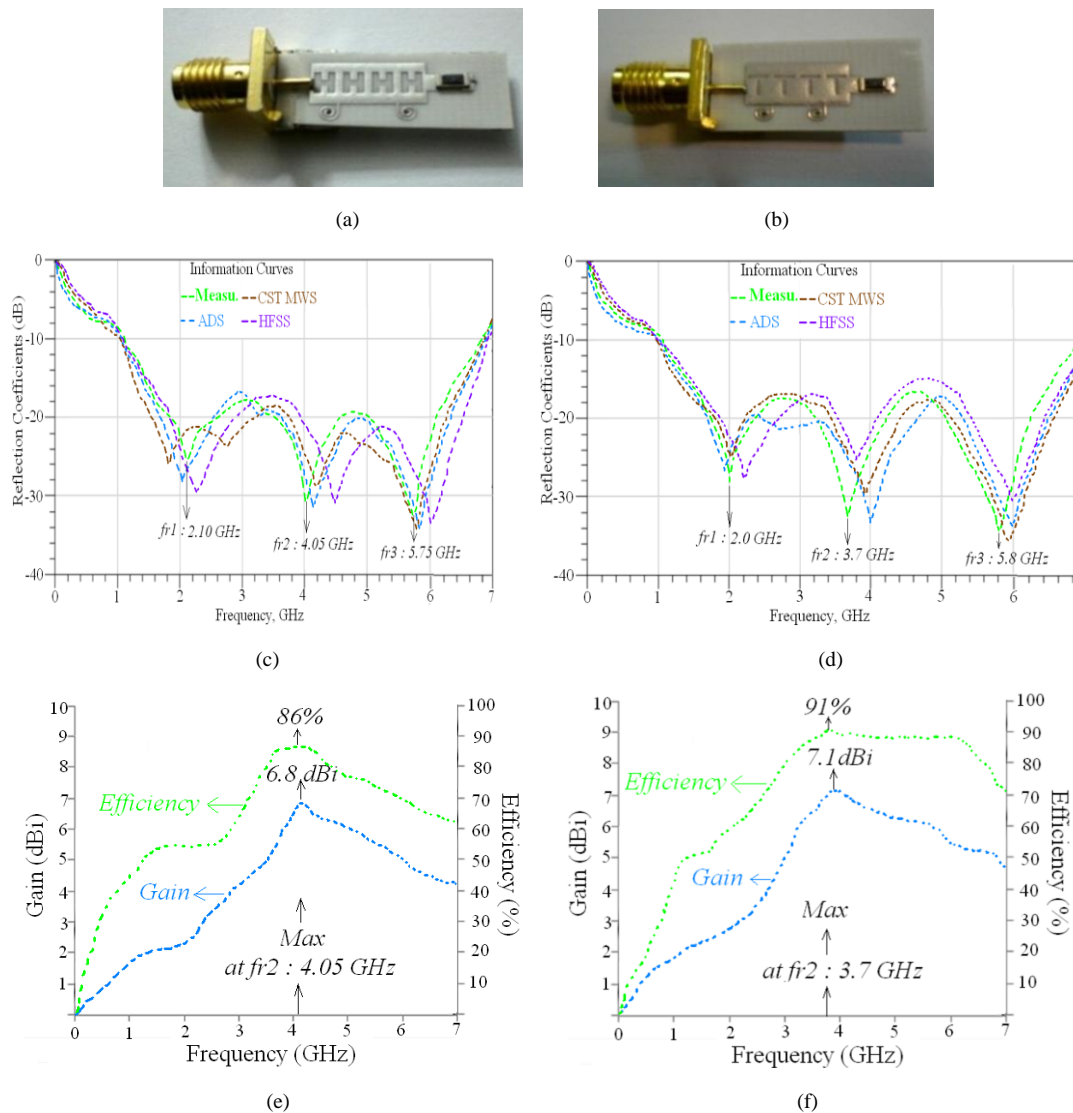 (a)
(b)
Information Curves
Measu.
CST MWS
ADS
HFSS
Reflection Coefficients (dB)
0
-10
-20
-30
-40
fr1 : 2.10 GHz
fr2 : 4.05 GHz
fr3 : 5.75 GHz
0 1 2 3 4 5 6 7
Frequency, GHz
(c)
Information Curves
Measu.
CST MWS
ADS
HFSS
Reflection Coefficients (dB)
0
-10
-20
-30
-40
fr1 : 2.0 GHz
fr2 : 3.7 GHz
fr3 : 5.8 GHz
0 1 2 3 4 5 6
Frequency, GHz
(d)
Gain (dBi)
10
9
8
7
6
5
4
3
2
1
86%
6.8 dBi
Efficiency
Gain
Max
at fr2 : 4.05 GHz
100
90
80
70
60
50
40
30
20
10
Efficiency (%)
0 1 2 3 4 5 6 7
Frequency (GHz)
(e)
Gain (dBi)
10
9
8
7
6
5
4
3
2
1
91%
7.1dBi
Efficiency
Gain
Max
at fr2 : 3.7 GHz
100
90
80
70
60
50
40
30
20
10
Efficiency (%)
0 1 2 3 4 5 6 7
Frequency (GHz)
(f)